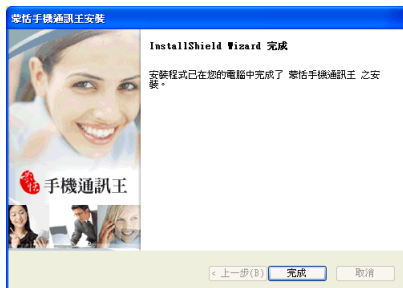 蒙恬手機通訊王安裝
InstallShield Wizard 完成
安裝程式已在您的電腦中完成了 蒙恬手機通訊王 之安
裝。
蒙恬 手機通訊王
< 上一步(B)
完成
取消